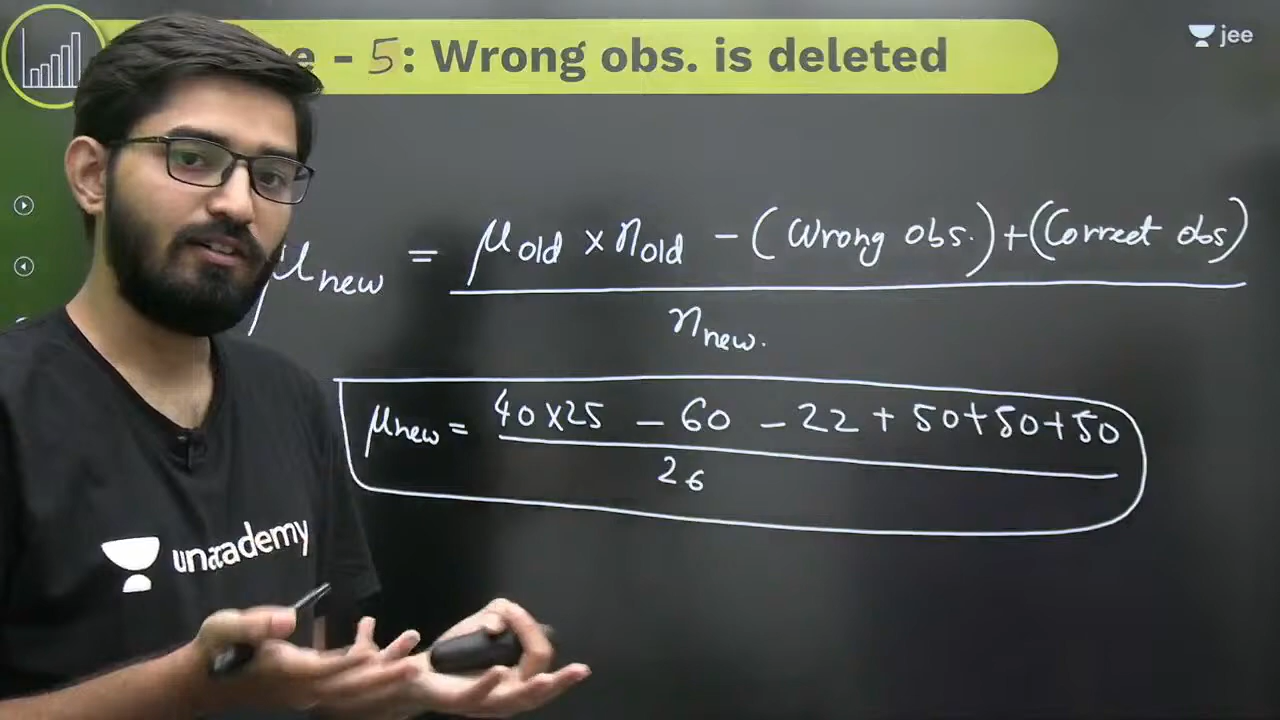 e - 5: Wrong obs. is deleted
jee
μnew = μold × nold - (Wrong obs.) + (Correct obs)
nnew.
μnew = 40×25 - 60 - 22 + 50+50+50
26
unacademy